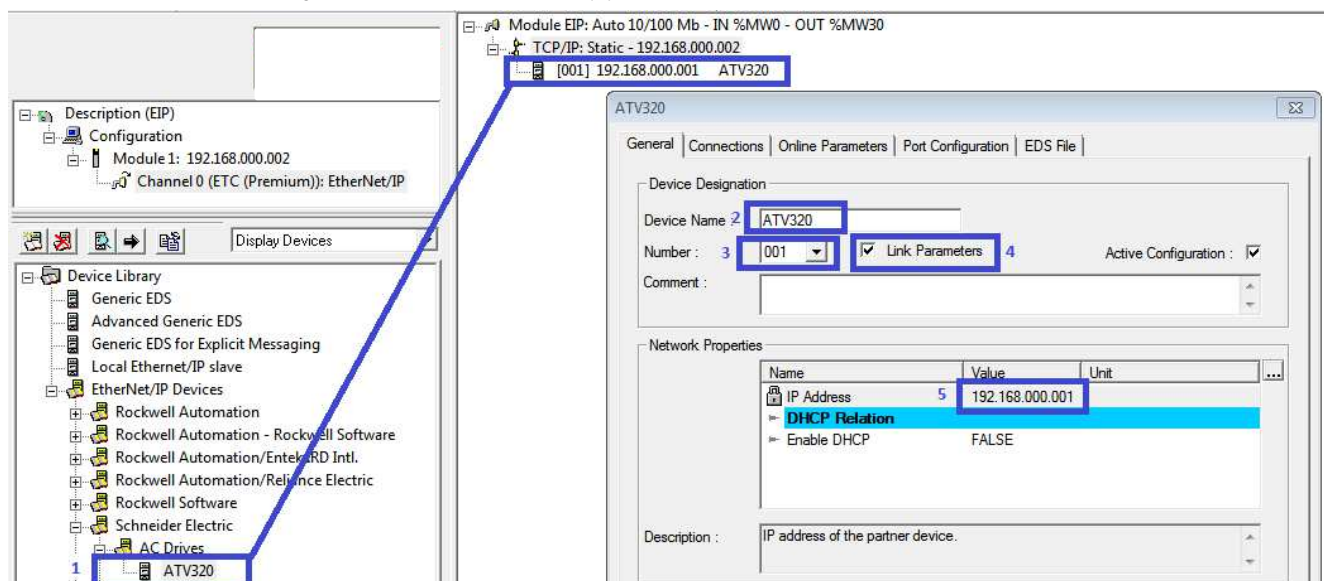 Module EIP: Auto 10/100 Mb - IN %MW0 - OUT %MW30
TCP/IP: Static - 192.168.000.002
[001] 192.168.000.001 ATV320
Description (EIP)
Configuration
Module 1: 192.168.000.002
Channel 0 (ETC (Premium)): EtherNet/IP
Display Devices
Device Library
Generic EDS
Advanced Generic EDS
Generic EDS for Explicit Messaging
Local Ethernet/IP slave
EtherNet/IP Devices
Rockwell Automation
Rockwell Automation - Rockwell Software
Rockwell Automation/Entek IRD Intl.
Rockwell Automation/Reliance Electric
Rockwell Software
Schneider Electric
AC Drives
1 ATV320
ATV320
General Connections Online Parameters Port Configuration EDS File
Device Designation
Device Name : 2 ATV320
Number : 3 001 Link Parameters 4 Active Configuration :
Comment :
Network Properties
Name Value Unit ...
IP Address 5 192.168.000.001
DHCP Relation
Enable DHCP FALSE
Description : IP address of the partner device.